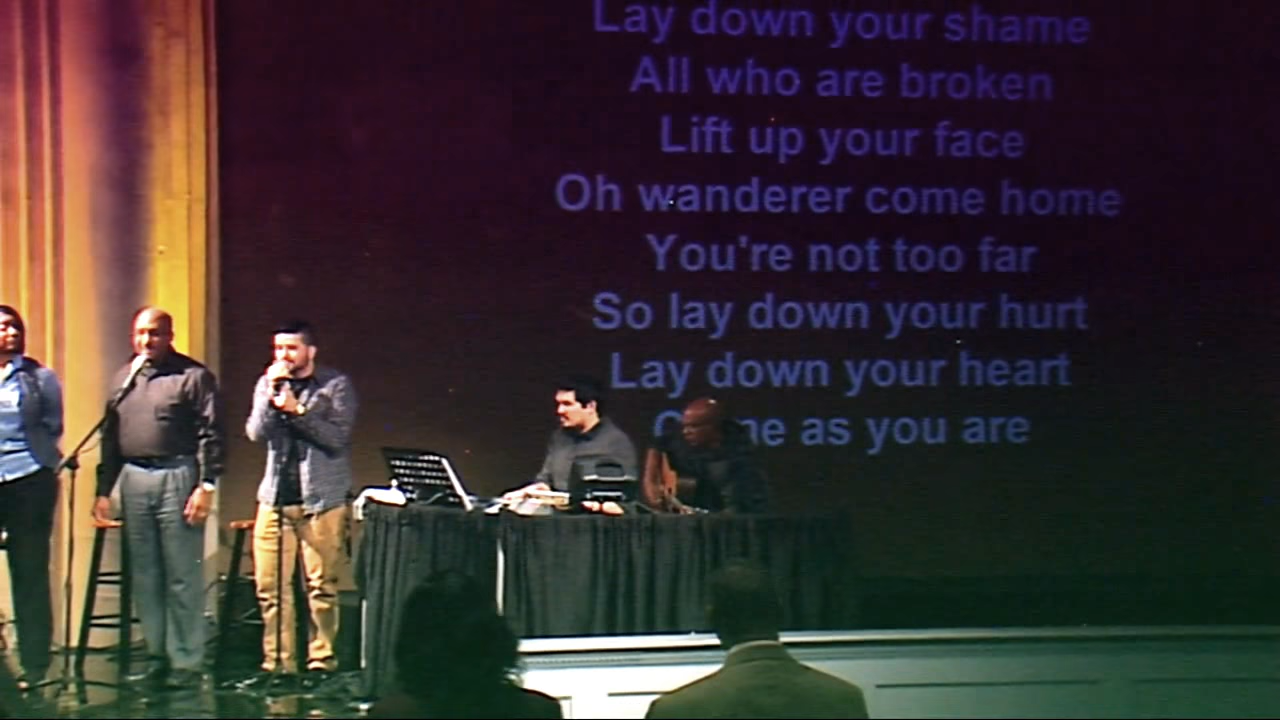 Lay down your shame
All who are broken
Lift up your face
Oh wanderer come home
You're not too far
So lay down your hurt
Lay down your heart
as you are